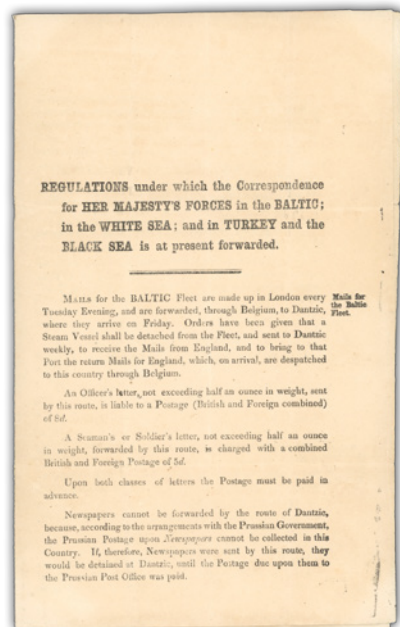 REGULATIONS under which the Correspondence
for HER MAJESTY'S FORCES in the BALTIC;
in the WHITE SEA; and in TURKEY and the
BLACK SEA is at present forwarded.
MAILS for the BALTIC Fleet are made up in London every
Tuesday Evening, and are forwarded, through Belgium, to Dantzic,
where they arrive on Friday. Orders have been given that a
Steam Vessel shall be detached from the Fleet, and sent to Dantzic
weekly, to receive the Mails from England, and to bring to that
Port the return Mails for England, which, on arrival, are despatched
to this country through Belgium.
Mails for
the Baltic
Fleet.
An Officer's letter, not exceeding half an ounce in weight, sent
by this route, is liable to a Postage (British and Foreign combined)
of 8d.
A Seaman's or Soldier's letter, not exceeding half an ounce
in weight, forwarded by this route, is charged with a combined
British and Foreign Postage of 5d.
Upon both classes of letters the Postage must be paid in
advance.
Newspapers cannot be forwarded by the route of Dantzic,
because, according to the arrangements with the Prussian Government,
the Prussian Postage upon Newspapers cannot be collected in this
Country. If, therefore, Newspapers were sent by this route, they
would be detained at Dantzic, until the Postage due upon them to
the Prussian Post Office was paid.